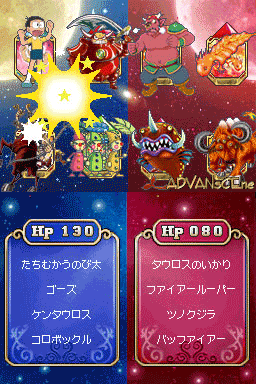 ADVANSCEne
Hp 130
たちむかうのび太
ゴーズ
ケンタウロス
コロボックル
Hp 080
タウロスのいかり
ファイアールーパー
ツノクジラ
バッファイアー